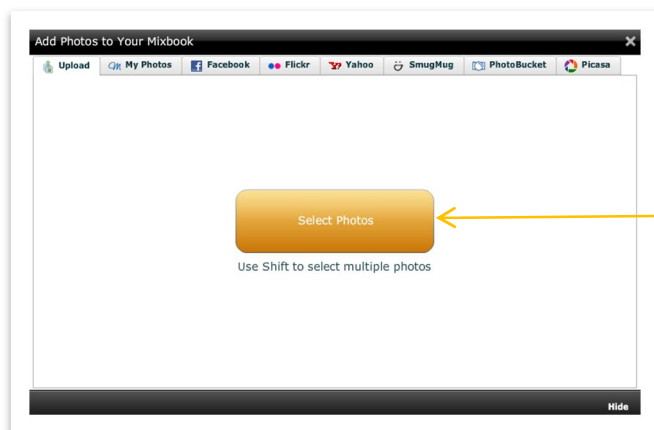 Add Photos to Your Mixbook
Upload My Photos Facebook Flickr Yahoo SmugMug PhotoBucket Picasa
Select Photos
Use Shift to select multiple photos
Hide